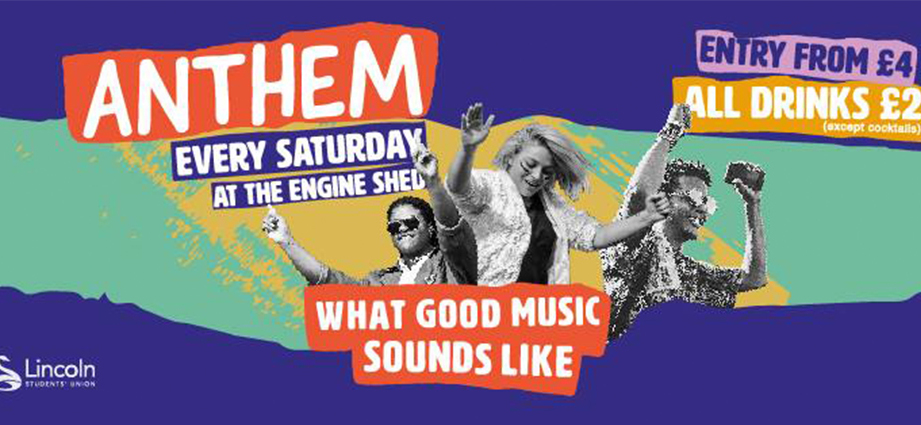 ANTHEM
EVERY SATURDAY
AT THE ENGINE SHED
ENTRY FROM £4
ALL DRINKS £2
(except cocktails)
WHAT GOOD MUSIC
SOUNDS LIKE
Lincoln
STUDENTS' UNION